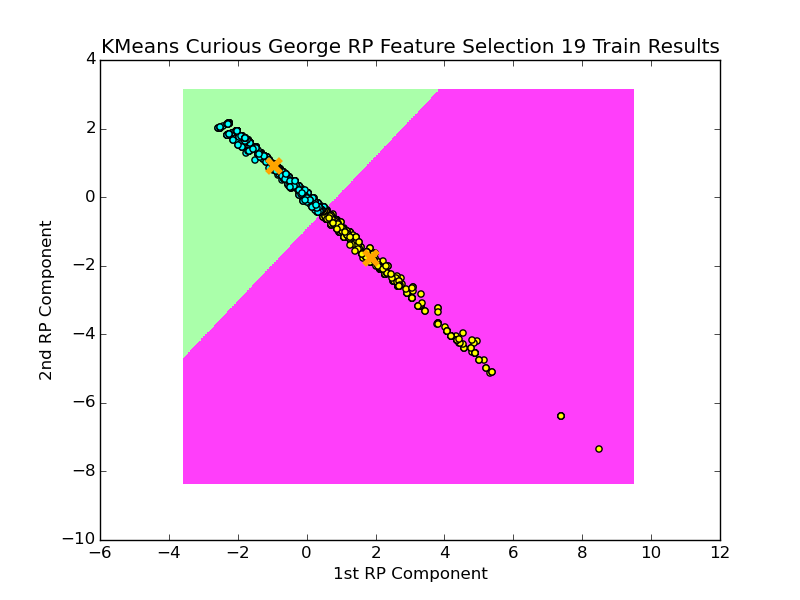 KMeans Curious George RP Feature Selection 19 Train Results
4
2
0
−2
−4
−6
−8
−10
−6 −4 −2 0 2 4 6 8 10 12
2nd RP Component
1st RP Component